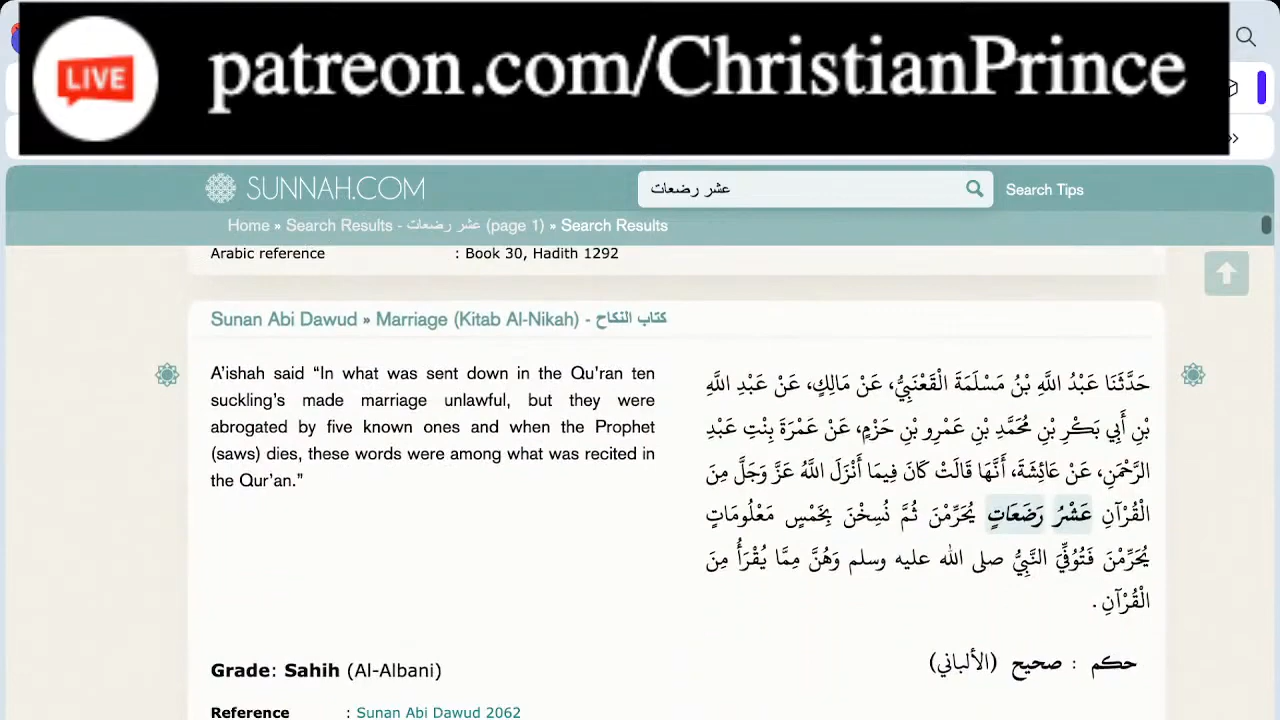 LIVE
patreon.com/ChristianPrince
SUNNAH.COM
عشر رضعات
Search Tips
Home » Search Results - عشر رضعات (page 1) » Search Results
Arabic reference : Book 30, Hadith 1292
Sunan Abi Dawud » Marriage (Kitab Al-Nikah) - كتاب النكاح
A’ishah said “In what was sent down in the Qu’ran ten
suckling’s made marriage unlawful, but they were
abrogated by five known ones and when the Prophet
(saws) dies, these words were among what was recited in
the Qur’an.”
حَدَّثَنَا عَبْدُ اللَّهِ بْنُ مَسْلَمَةَ الْقَعْنَبِيُّ، عَنْ مَالِكٍ، عَنْ عَبْدِ اللَّهِ
بْنِ أَبِي بَكْرِ بْنِ مُحَمَّدِ بْنِ عَمْرِو بْنِ حَزْمٍ، عَنْ عَمْرَةَ بِنْتِ عَبْدِ
الرَّحْمَنِ، عَنْ عَائِشَةَ، أَنَّهَا قَالَتْ كَانَ فِيمَا أَنْزَلَ اللَّهُ عَزَّ وَجَلَّ مِنَ
الْقُرْآنِ عَشْرُ رَضَعَاتٍ يُحَرِّمْنَ ثُمَّ نُسِخْنَ بِخَمْسٍ مَعْلُومَاتٍ
يُحَرِّمْنَ فَتُوُفِّيَ النَّبِيُّ صلى الله عليه وسلم وَهُنَّ مِمَّا يُقْرَأُ مِنَ
الْقُرْآنِ .
Grade: Sahih (Al-Albani)
حكم : صحيح (الألباني)
Reference : Sunan Abi Dawud 2062